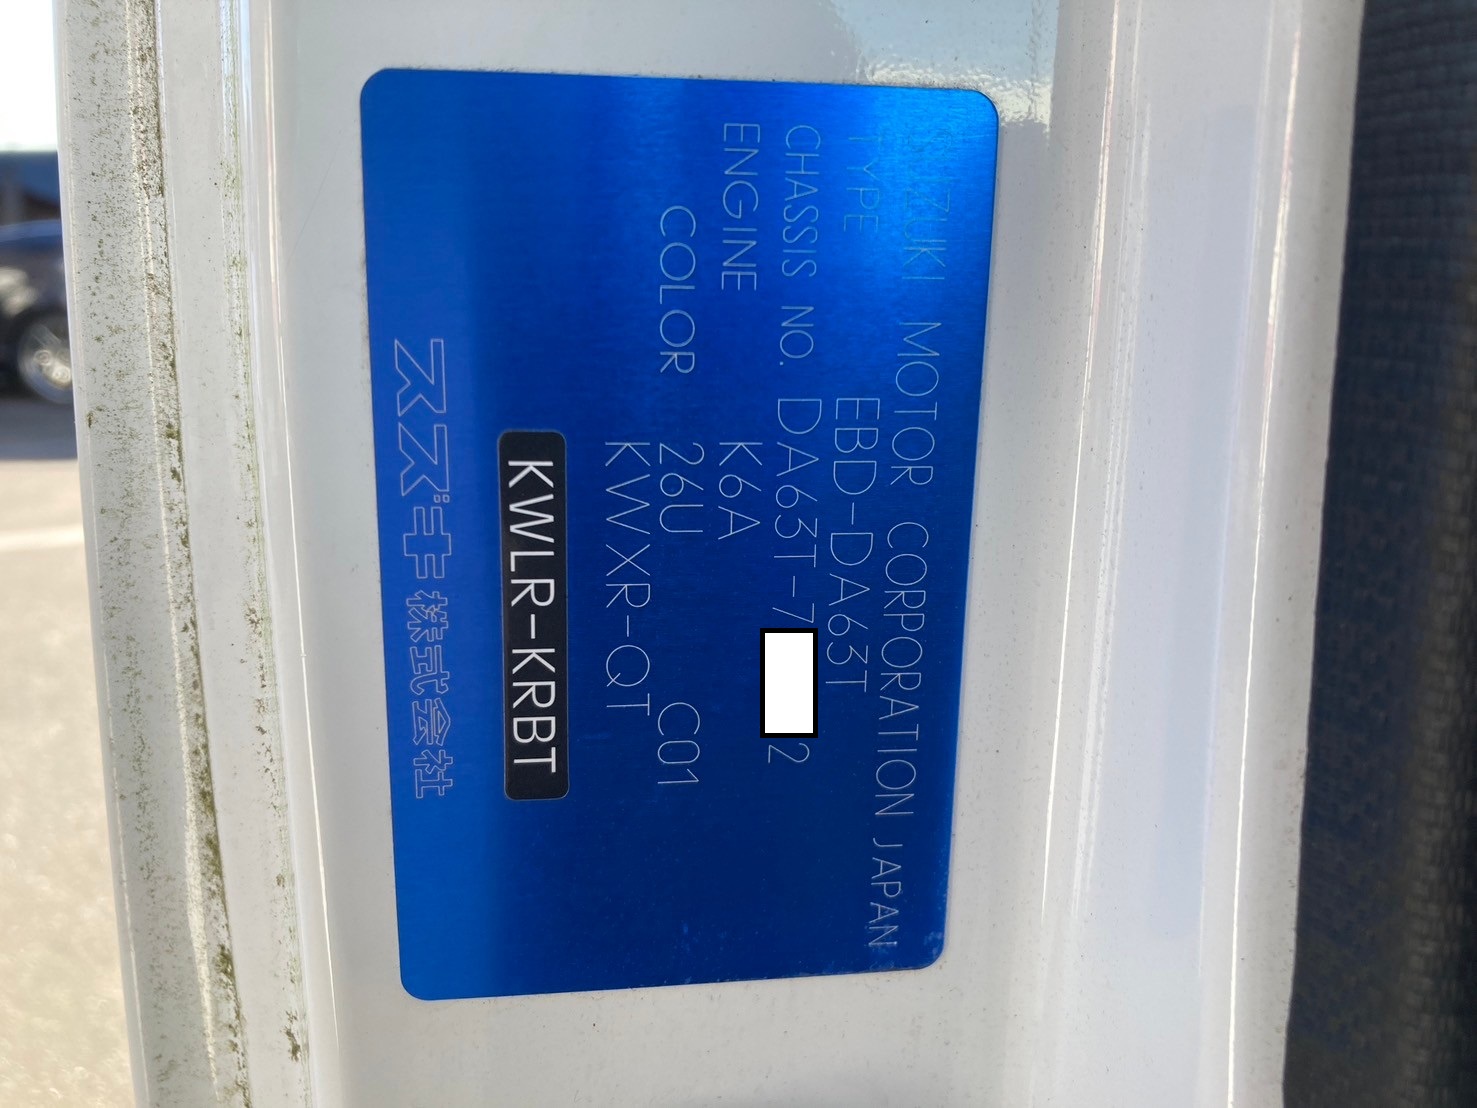 SUZUKI MOTOR CORPORATION JAPAN
TYPE EBD-DA63T
CHASSIS NO. DA63T-7 2
ENGINE K6A
COLOR 26U C01
KWXR-QT
KWLR-KRBT
スズキ株式会社